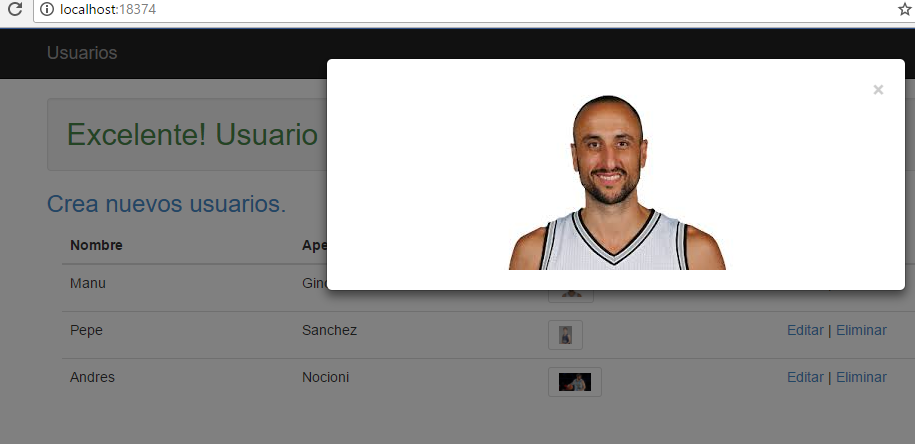 localhost:18374
Usuarios
×
Excelente! Usuario
Crea nuevos usuarios.
Nombre Ape
Manu Gin
Pepe Sanchez Editar | Eliminar
Andres Nocioni Editar | Eliminar